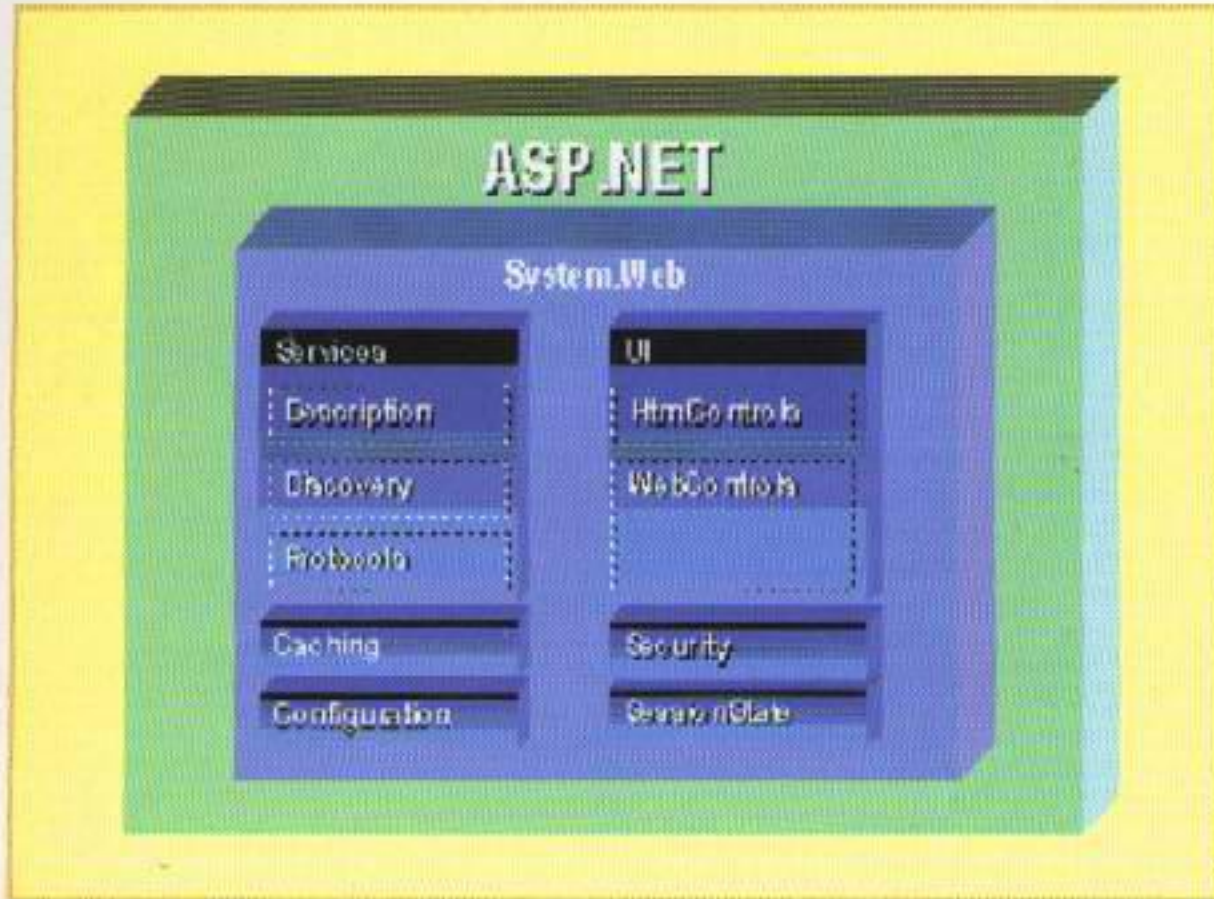 ASP.NET
System.Web
Services
Description
Discovery
Protocols
UI
HtmlControls
WebControls
Caching
Configuration
Security
SessionState